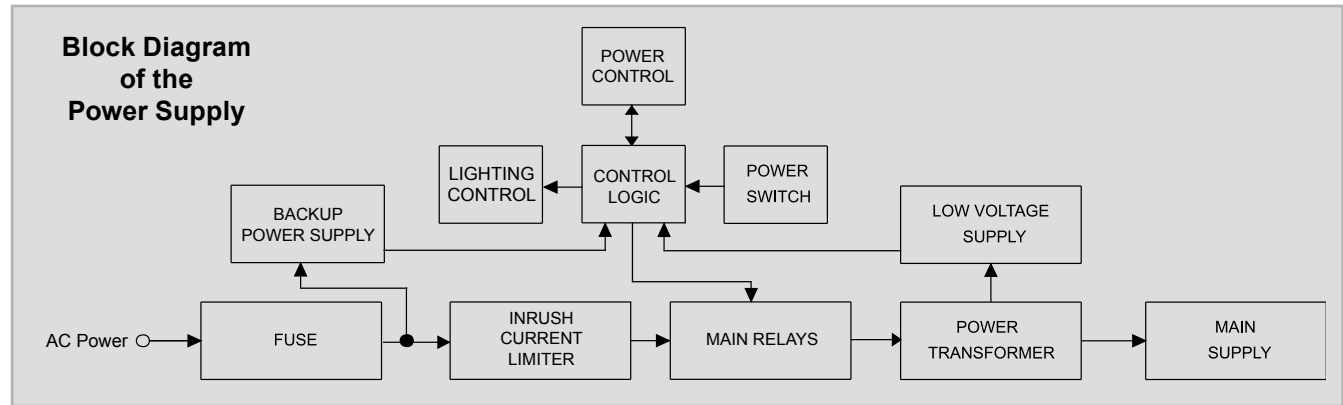 Block Diagram
of the
Power Supply
POWER
CONTROL
LIGHTING
CONTROL
CONTROL
LOGIC
POWER
SWITCH
BACKUP
POWER SUPPLY
LOW VOLTAGE
SUPPLY
AC Power
FUSE
INRUSH
CURRENT
LIMITER
MAIN RELAYS
POWER
TRANSFORMER
MAIN
SUPPLY